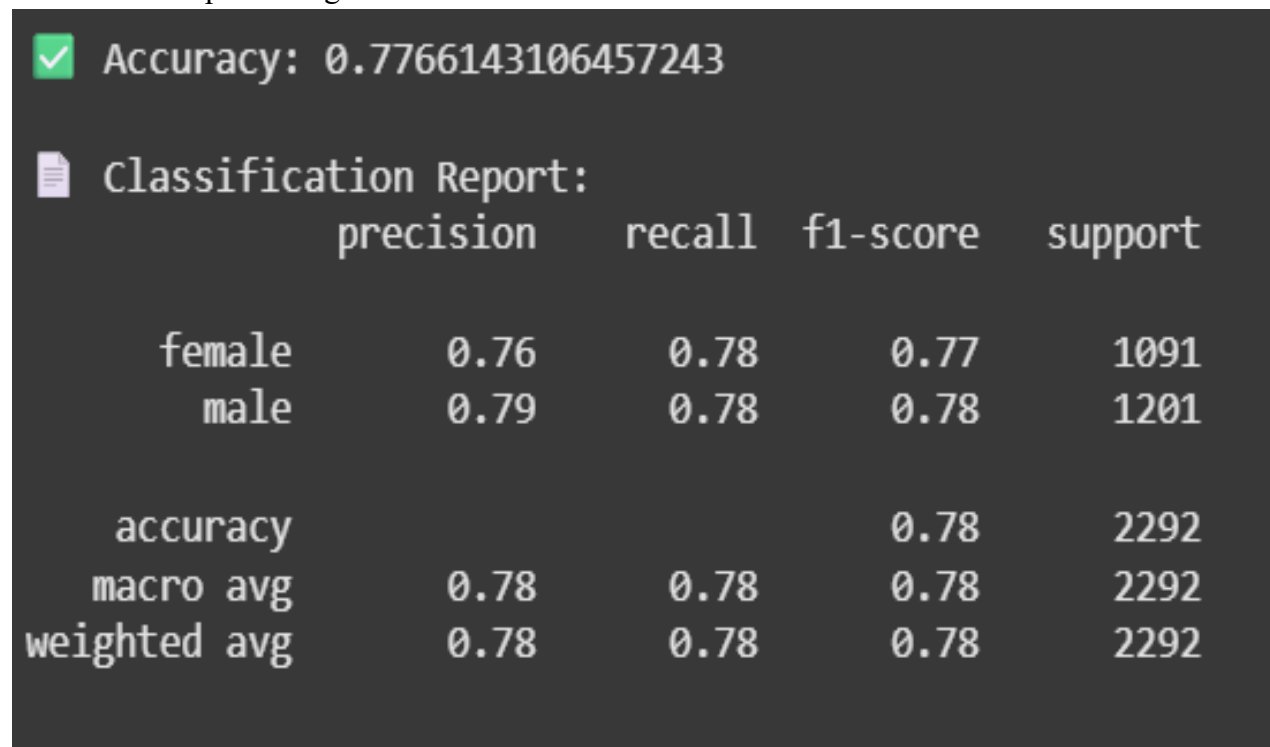 ✅ Accuracy: 0.7766143106457243
📄 Classification Report:
precision recall f1-score support
female 0.76 0.78 0.77 1091
male 0.79 0.78 0.78 1201
accuracy 0.78 2292
macro avg 0.78 0.78 0.78 2292
weighted avg 0.78 0.78 0.78 2292